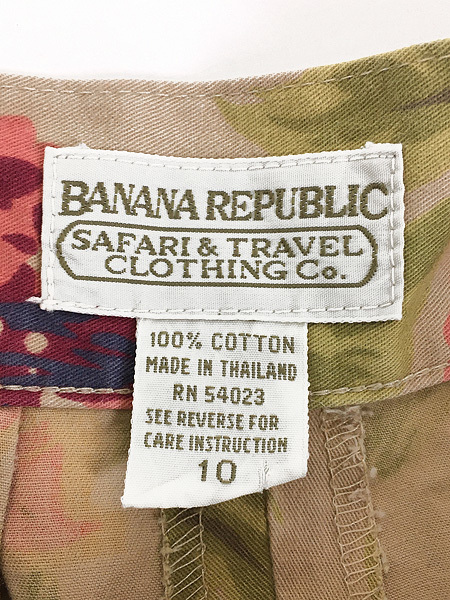 BANANA REPUBLIC
SAFARI & TRAVEL
CLOTHING Co.
100% COTTON
MADE IN THAILAND
RN 54023
SEE REVERSE FOR
CARE INSTRUCTION
10